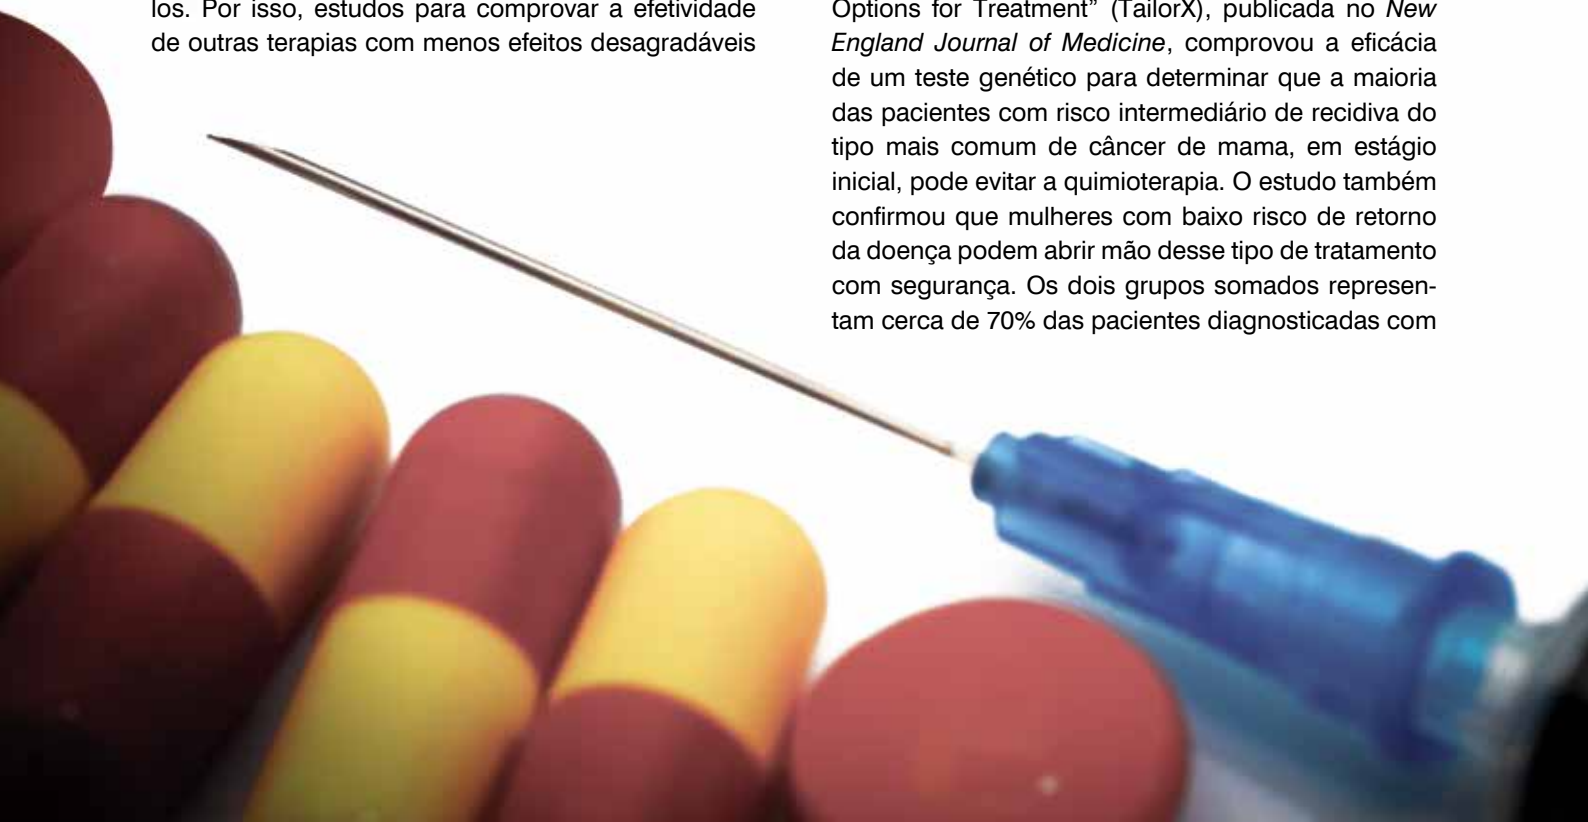 los. Por isso, estudos para comprovar a efetividade
de outras terapias com menos efeitos desagradáveis
Options for Treatment” (TailorX), publicada no New
England Journal of Medicine, comprovou a eficácia
de um teste genético para determinar que a maioria
das pacientes com risco intermediário de recidiva do
tipo mais comum de câncer de mama, em estágio
inicial, pode evitar a quimioterapia. O estudo também
confirmou que mulheres com baixo risco de retorno
da doença podem abrir mão desse tipo de tratamento
com segurança. Os dois grupos somados represen-
tam cerca de 70% das pacientes diagnosticadas com